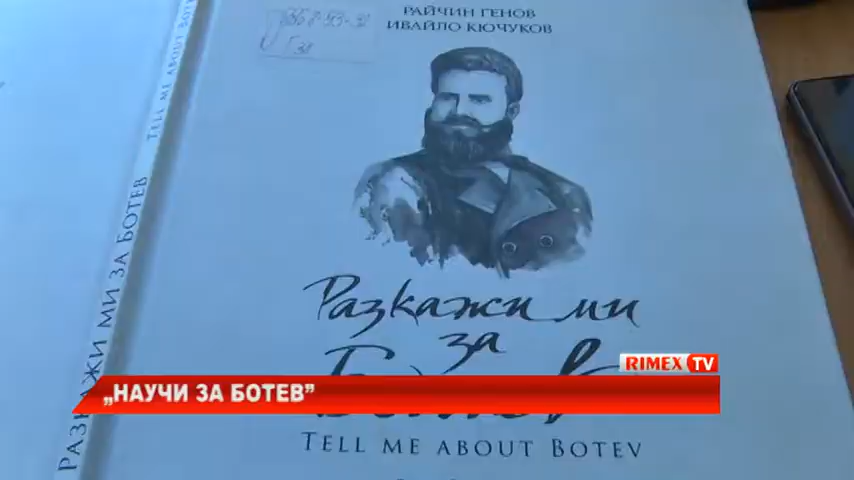 РАЙЧИН ГЕНОВ
ИВАЙЛО КЮЧУКОВ
Разкажи ми
за
Ботев
TELL ME ABOUT BOTEV
РАЗКАЖИ МИ ЗА БОТЕВ TELL ME ABOUT BOTEV
RIMEX TV
„НАУЧИ ЗА БОТЕВ”